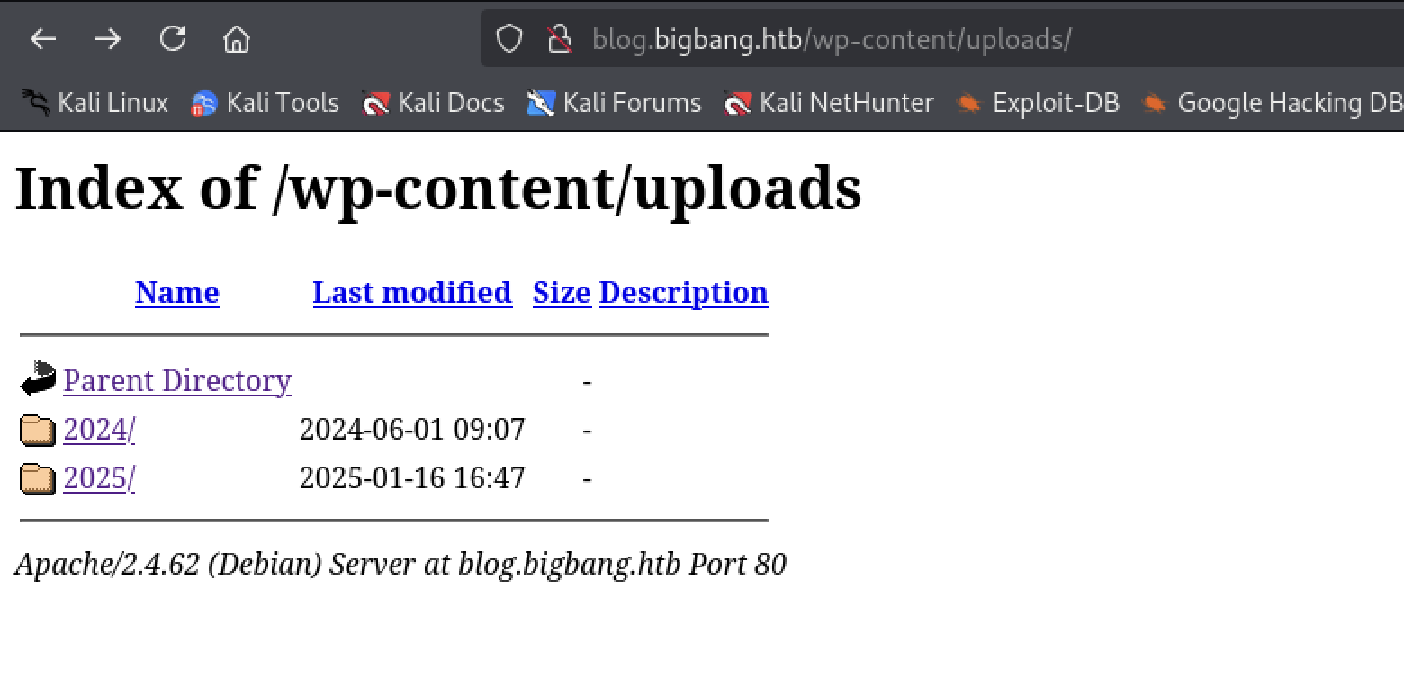 blog.bigbang.htb/wp-content/uploads/
Kali Linux Kali Tools Kali Docs Kali Forums Kali NetHunter Exploit-DB Google Hacking DB
Index of /wp-content/uploads
Name Last modified Size Description
Parent Directory -
2024/ 2024-06-01 09:07 -
2025/ 2025-01-16 16:47 -
Apache/2.4.62 (Debian) Server at blog.bigbang.htb Port 80